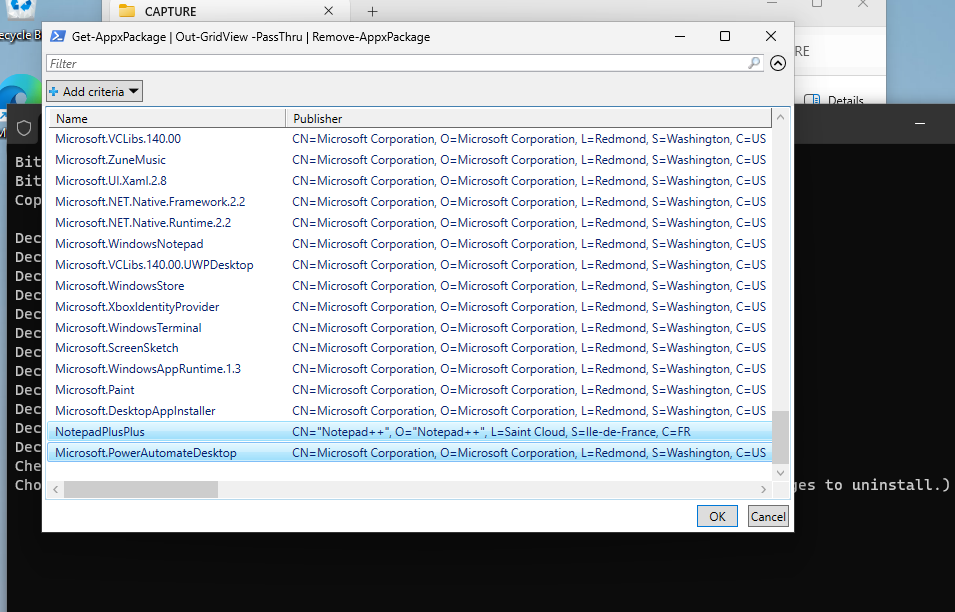 CAPTURE
ecycle B
Get-AppxPackage | Out-GridView -PassThru | Remove-AppxPackage
Filter
RE
Add criteria
Details
Name Publisher
Microsoft.VCLibs.140.00 CN=Microsoft Corporation, O=Microsoft Corporation, L=Redmond, S=Washington, C=US
Microsoft.ZuneMusic CN=Microsoft Corporation, O=Microsoft Corporation, L=Redmond, S=Washington, C=US
Bit
Microsoft.UI.Xaml.2.8 CN=Microsoft Corporation, O=Microsoft Corporation, L=Redmond, S=Washington, C=US
Bit
Microsoft.NET.Native.Framework.2.2 CN=Microsoft Corporation, O=Microsoft Corporation, L=Redmond, S=Washington, C=US
Cop
Microsoft.NET.Native.Runtime.2.2 CN=Microsoft Corporation, O=Microsoft Corporation, L=Redmond, S=Washington, C=US
Microsoft.WindowsNotepad CN=Microsoft Corporation, O=Microsoft Corporation, L=Redmond, S=Washington, C=US
Dec
Microsoft.VCLibs.140.00.UWPDesktop CN=Microsoft Corporation, O=Microsoft Corporation, L=Redmond, S=Washington, C=US
Dec
Microsoft.WindowsStore CN=Microsoft Corporation, O=Microsoft Corporation, L=Redmond, S=Washington, C=US
Dec
Microsoft.XboxIdentityProvider CN=Microsoft Corporation, O=Microsoft Corporation, L=Redmond, S=Washington, C=US
Dec
Dec
Microsoft.WindowsTerminal CN=Microsoft Corporation, O=Microsoft Corporation, L=Redmond, S=Washington, C=US
Dec
Microsoft.ScreenSketch CN=Microsoft Corporation, O=Microsoft Corporation, L=Redmond, S=Washington, C=US
Dec
Microsoft.WindowsAppRuntime.1.3 CN=Microsoft Corporation, O=Microsoft Corporation, L=Redmond, S=Washington, C=US
Dec
Microsoft.Paint CN=Microsoft Corporation, O=Microsoft Corporation, L=Redmond, S=Washington, C=US
Dec
Microsoft.DesktopAppInstaller CN=Microsoft Corporation, O=Microsoft Corporation, L=Redmond, S=Washington, C=US
Dec
NotepadPlusPlus CN="Notepad++", O="Notepad++", L=Saint Cloud, S=Ile-de-France, C=FR
Dec
Microsoft.PowerAutomateDesktop CN=Microsoft Corporation, O=Microsoft Corporation, L=Redmond, S=Washington, C=US
Dec
Che
Cho
ges to uninstall.)
OK Cancel